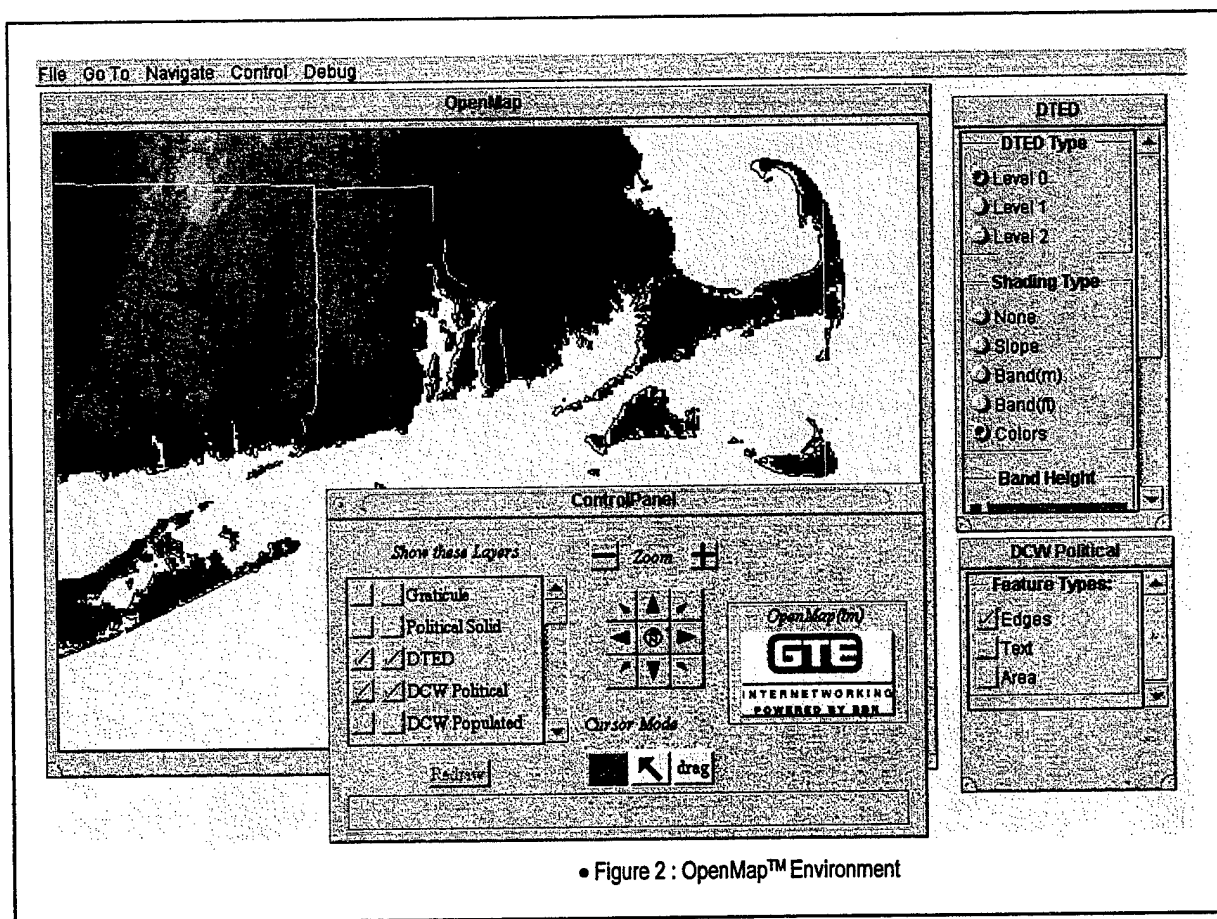 File Go To Navigate Control Debug
OpenMap
DTED
DTED Type
Level 0
Level 1
Level 2
Shading Type
None
Slope
Band(m)
Band(ft)
Colors
Band Height
ControlPanel
Show these Layers
Graticule
Political Solid
DTED
DCW Political
DCW Populated
Redraw
Zoom
Cursor Mode
drag
OpenMap(tm)
GTE
INTERNETWORKING
POWERED BY BBN
DCW Political
Feature Types:
Edges
Text
Area
• Figure 2 : OpenMap™ Environment